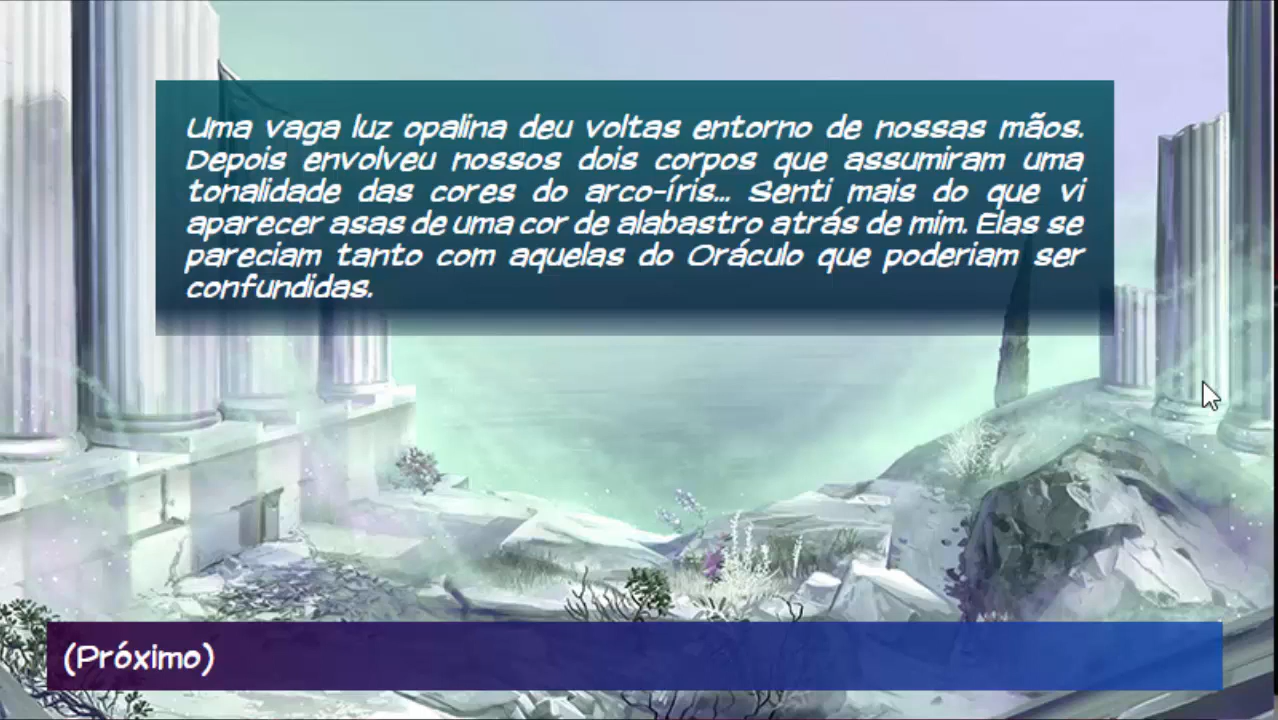 Uma vaga luz opalina deu voltas entorno de nossas mãos.
Depois envolveu nossos dois corpos que assumiram uma
tonalidade das cores do arco-íris... Senti mais do que vi
aparecer asas de uma cor de alabastro atrás de mim. Elas se
pareciam tanto com aquelas do Oráculo que poderiam ser
confundidas.
(Próximo)